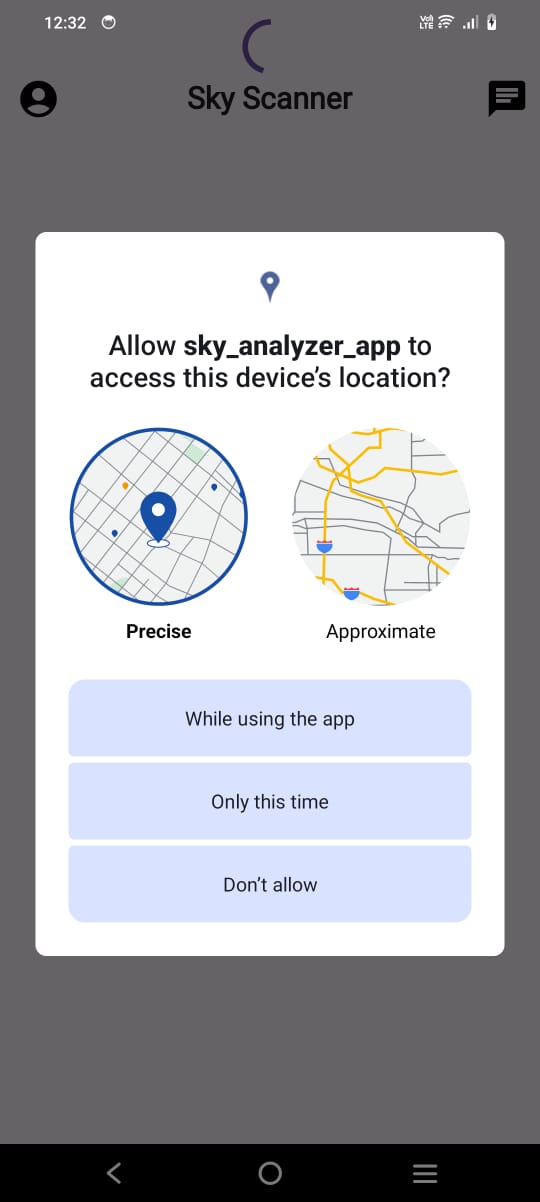 12:32
Vo)
LTE
Sky Scanner
Allow sky_analyzer_app to
access this device's location?
Precise
Approximate
While using the app
Only this time
Don't allow